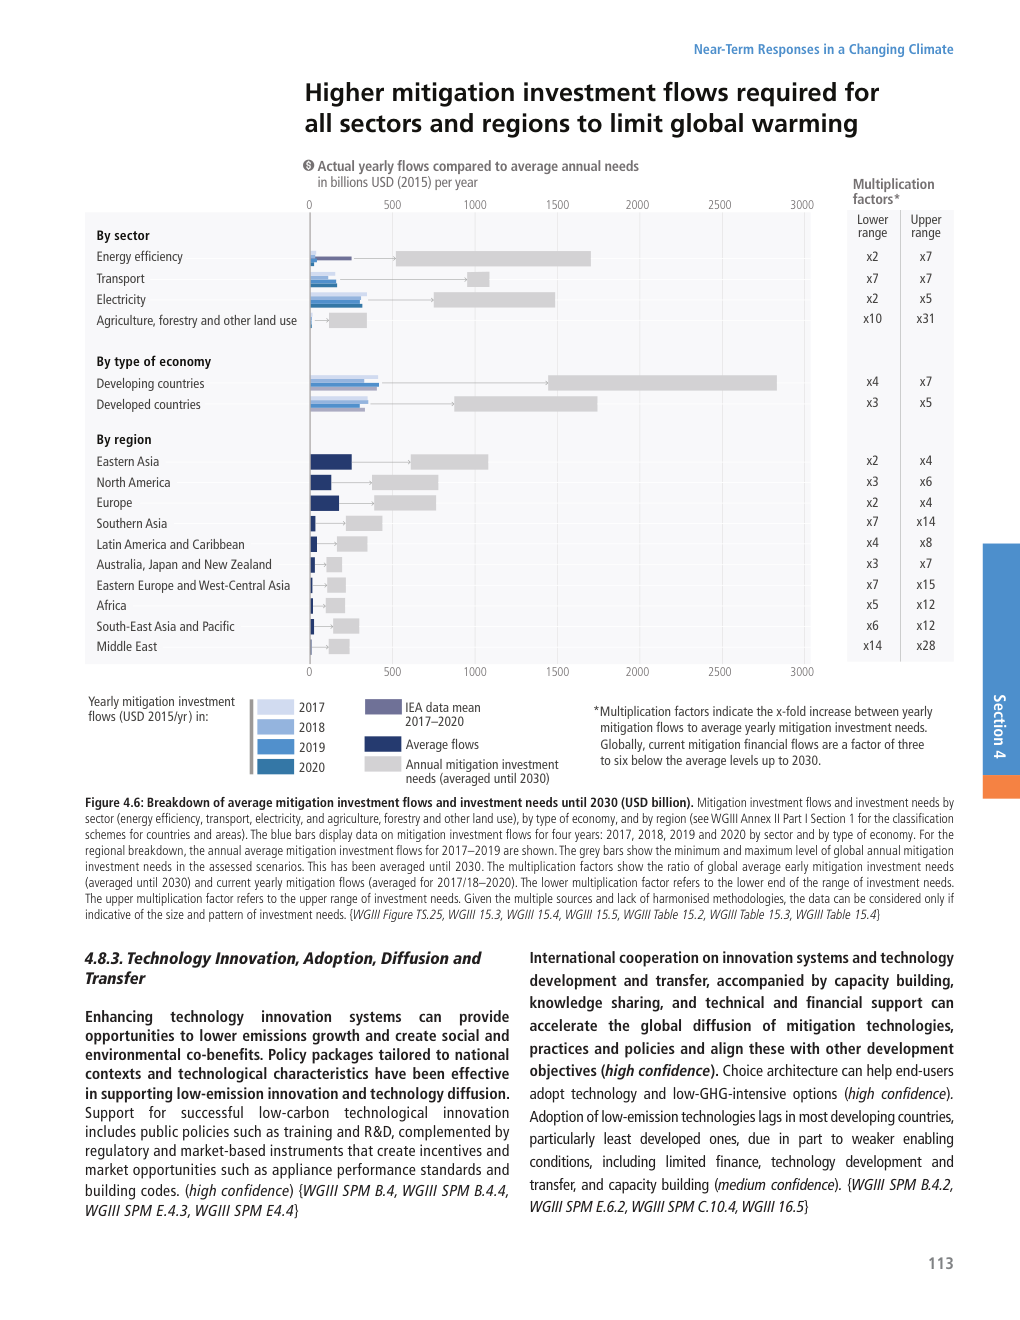 Near-Term Responses in a Changing Climate
Higher mitigation investment flows required for
all sectors and regions to limit global warming
$ Actual yearly flows compared to average annual needs
in billions USD (2015) per year
Multiplication
factors*
0 500 1000 1500 2000 2500 3000
Lower range Upper range
By sector
Energy efficiency x2 x7
Transport x7 x7
Electricity x2 x5
Agriculture, forestry and other land use x10 x31
By type of economy
Developing countries x4 x7
Developed countries x3 x5
By region
Eastern Asia x2 x4
North America x3 x6
Europe x2 x4
Southern Asia x7 x14
Latin America and Caribbean x4 x8
Australia, Japan and New Zealand x3 x7
Eastern Europe and West-Central Asia x7 x15
Africa x5 x12
South-East Asia and Pacific x6 x12
Middle East x14 x28
0 500 1000 1500 2000 2500 3000
Yearly mitigation investment
flows (USD 2015/yr ) in:
2017
2018
2019
2020
IEA data mean
2017–2020
Average flows
Annual mitigation investment
needs (averaged until 2030)
*Multiplication factors indicate the x-fold increase between yearly
mitigation flows to average yearly mitigation investment needs.
Globally, current mitigation financial flows are a factor of three
to six below the average levels up to 2030.
Section 4
Figure 4.6: Breakdown of average mitigation investment flows and investment needs until 2030 (USD billion). Mitigation investment flows and investment needs by
sector (energy efficiency, transport, electricity, and agriculture, forestry and other land use), by type of economy, and by region (see WGIII Annex II Part I Section 1 for the classification
schemes for countries and areas). The blue bars display data on mitigation investment flows for four years: 2017, 2018, 2019 and 2020 by sector and by type of economy. For the
regional breakdown, the annual average mitigation investment flows for 2017–2019 are shown. The grey bars show the minimum and maximum level of global annual mitigation
investment needs in the assessed scenarios. This has been averaged until 2030. The multiplication factors show the ratio of global average early mitigation investment needs
(averaged until 2030) and current yearly mitigation flows (averaged for 2017/18–2020). The lower multiplication factor refers to the lower end of the range of investment needs.
The upper multiplication factor refers to the upper range of investment needs. Given the multiple sources and lack of harmonised methodologies, the data can be considered only if
indicative of the size and pattern of investment needs. {WGIII Figure TS.25, WGIII 15.3, WGIII 15.4, WGIII 15.5, WGIII Table 15.2, WGIII Table 15.3, WGIII Table 15.4}
4.8.3. Technology Innovation, Adoption, Diffusion and
Transfer
Enhancing technology innovation systems can provide
opportunities to lower emissions growth and create social and
environmental co-benefits. Policy packages tailored to national
contexts and technological characteristics have been effective
in supporting low-emission innovation and technology diffusion.
Support for successful low-carbon technological innovation
includes public policies such as training and R&D, complemented by
regulatory and market-based instruments that create incentives and
market opportunities such as appliance performance standards and
building codes. (high confidence) {WGIII SPM B.4, WGIII SPM B.4.4,
WGIII SPM E.4.3, WGIII SPM E4.4}
International cooperation on innovation systems and technology
development and transfer, accompanied by capacity building,
knowledge sharing, and technical and financial support can
accelerate the global diffusion of mitigation technologies,
practices and policies and align these with other development
objectives (high confidence). Choice architecture can help end-users
adopt technology and low-GHG-intensive options (high confidence).
Adoption of low-emission technologies lags in most developing countries,
particularly least developed ones, due in part to weaker enabling
conditions, including limited finance, technology development and
transfer, and capacity building (medium confidence). {WGIII SPM B.4.2,
WGIII SPM E.6.2, WGIII SPM C.10.4, WGIII 16.5}
113